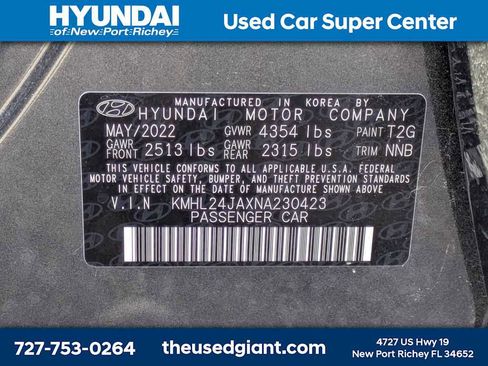 HYUNDAI
of New Port Richey
Used Car Super Center
MANUFACTURED IN KOREA BY
HYUNDAI MOTOR COMPANY
MAY/2022 GVWR 4354 lbs PAINT T2G
GAWR FRONT 2513 lbs GAWR REAR 2315 lbs TRIM NNB
THIS VEHICLE CONFORMS TO ALL APPLICABLE U.S.A. FEDERAL
MOTOR VEHICLE SAFETY, BUMPER, AND THEFT PREVENTION
STANDARDS IN EFFECT ON THE DATE OF MANUFACTURE SHOWN ABOVE.
V.I.N KMHL24JAXNA230423
PASSENGER CAR
727-753-0264
theusedgiant.com
4727 US Hwy 19
New Port Richey FL 34652